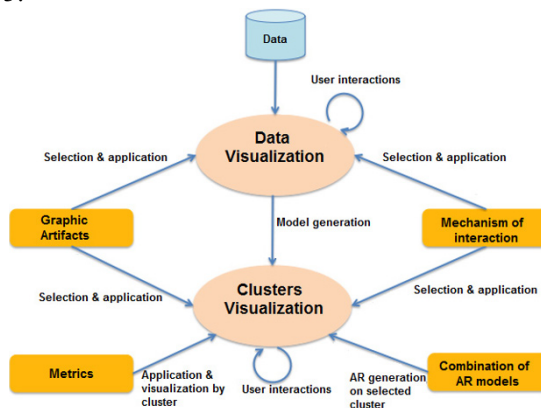 gy
Data
User interactions
Data
Visualization
Selection & application
Selection & application
Graphic
Artifacts
Model generation
Mechanism of
interaction
Clusters
Visualization
Selection & application
Selection & application
Metrics
Application &
visualization by
cluster
User interactions
AR generation
on selected
cluster
Combination of
AR models